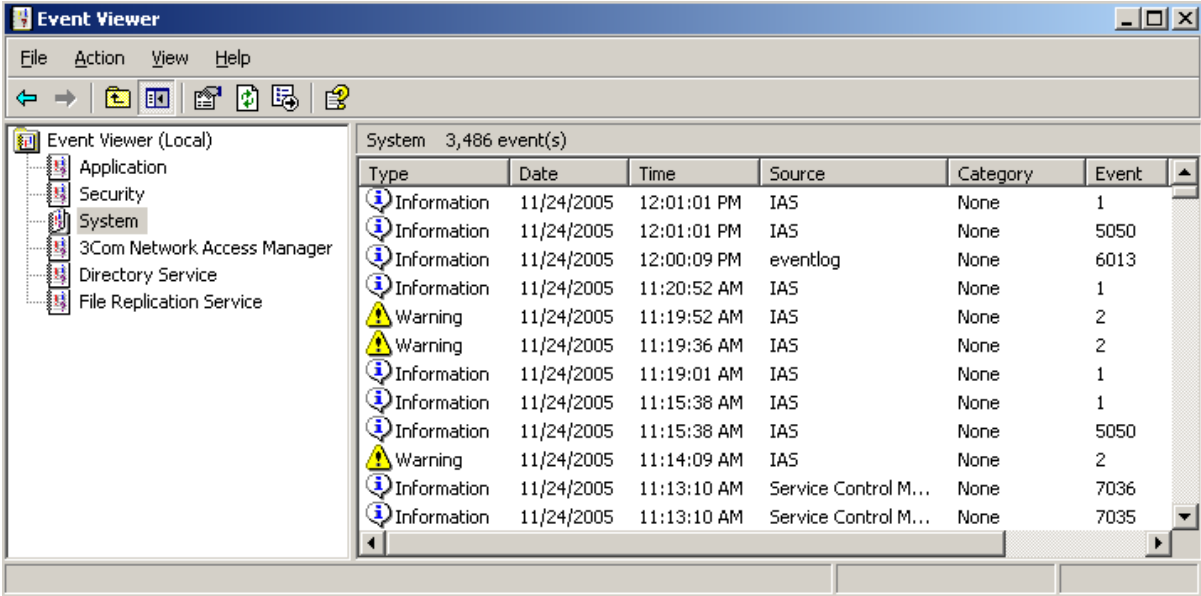 Event Viewer
File Action View Help
Event Viewer (Local)
Application
Security
System
3Com Network Access Manager
Directory Service
File Replication Service
System 3,486 event(s)
Type Date Time Source Category Event
Information 11/24/2005 12:01:01 PM IAS None 1
Information 11/24/2005 12:01:01 PM IAS None 5050
Information 11/24/2005 12:00:09 PM eventlog None 6013
Information 11/24/2005 11:20:52 AM IAS None 1
Warning 11/24/2005 11:19:52 AM IAS None 2
Warning 11/24/2005 11:19:36 AM IAS None 2
Information 11/24/2005 11:19:01 AM IAS None 1
Information 11/24/2005 11:15:38 AM IAS None 1
Information 11/24/2005 11:15:38 AM IAS None 5050
Warning 11/24/2005 11:14:09 AM IAS None 2
Information 11/24/2005 11:13:10 AM Service Control M... None 7036
Information 11/24/2005 11:13:10 AM Service Control M... None 7035